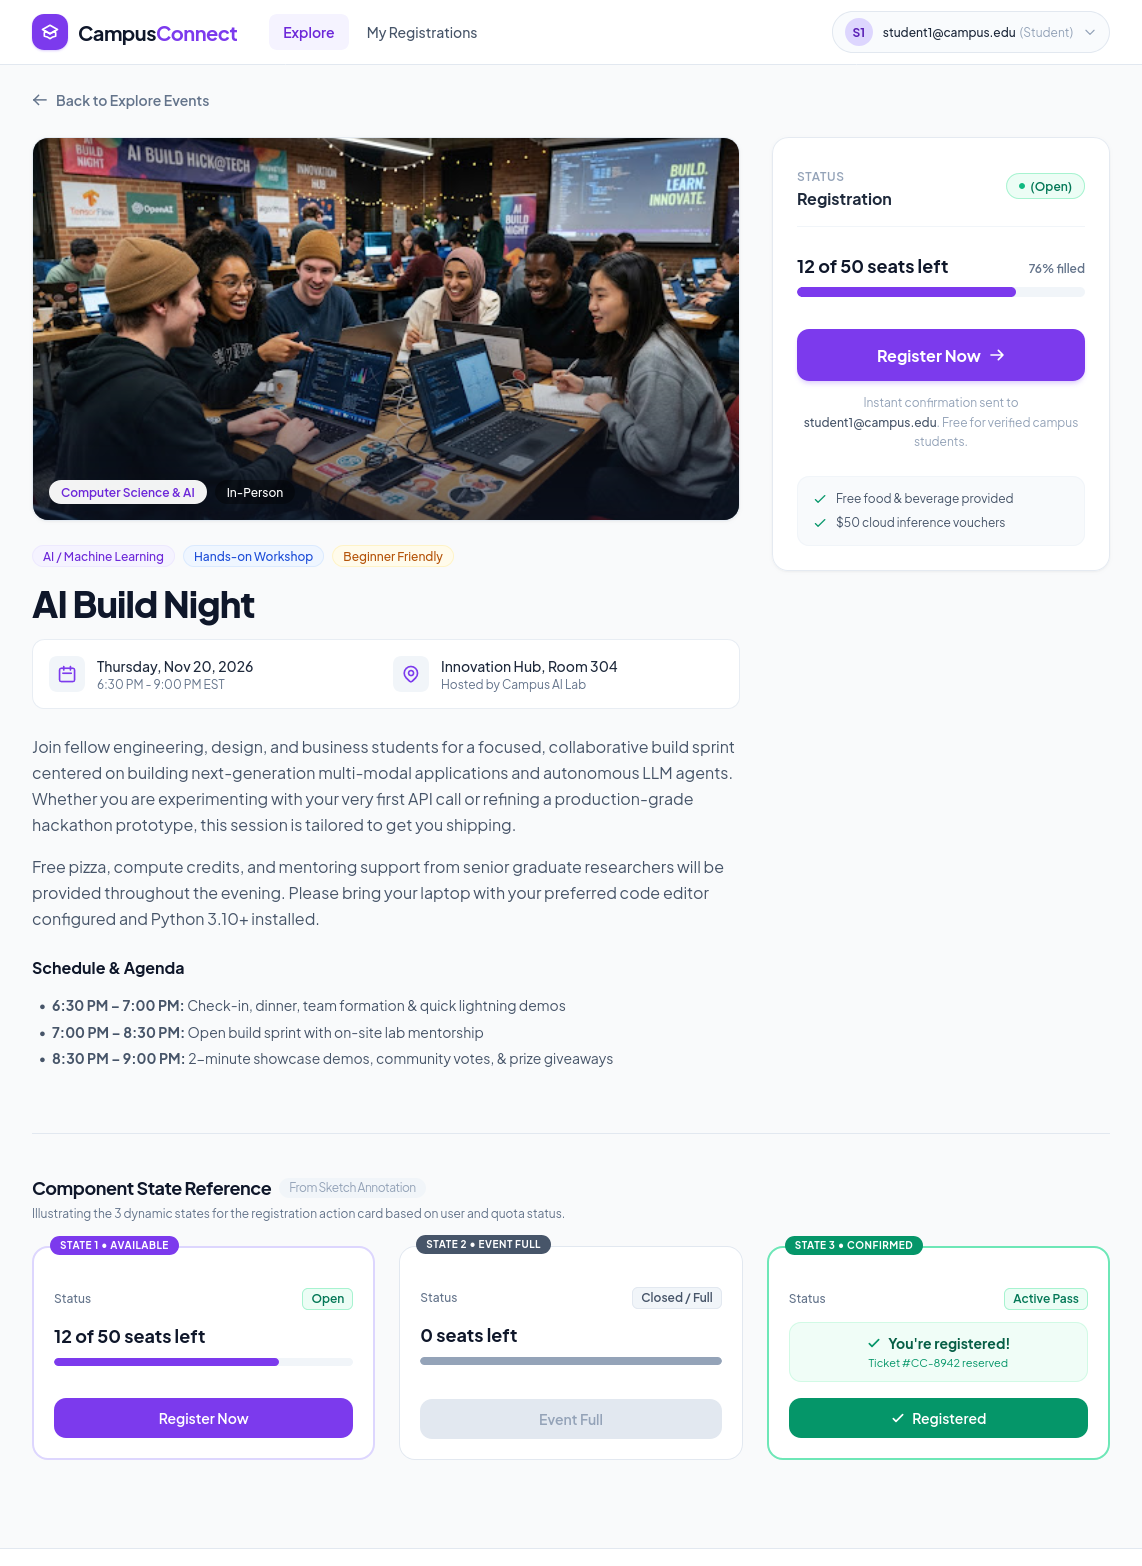 CampusConnect
Explore
My Registrations
S1
student1@campus.edu (Student)
Back to Explore Events
BUILD NIGHT
AI BUILD HICK@TECH
INNOVATION HUB
TensorFlow
OpenAI
AI BUILD NIGHT
BUILD.
LEARN.
INNOVATE.
Computer Science & AI
In-Person
AI / Machine Learning
Hands-on Workshop
Beginner Friendly
AI Build Night
Thursday, Nov 20, 2026
6:30 PM - 9:00 PM EST
Innovation Hub, Room 304
Hosted by Campus AI Lab
Join fellow engineering, design, and business students for a focused, collaborative build sprint
centered on building next-generation multi-modal applications and autonomous LLM agents.
Whether you are experimenting with your very first API call or refining a production-grade
hackathon prototype, this session is tailored to get you shipping.
Free pizza, compute credits, and mentoring support from senior graduate researchers will be
provided throughout the evening. Please bring your laptop with your preferred code editor
configured and Python 3.10+ installed.
Schedule & Agenda
• 6:30 PM – 7:00 PM: Check-in, dinner, team formation & quick lightning demos
• 7:00 PM – 8:30 PM: Open build sprint with on-site lab mentorship
• 8:30 PM – 9:00 PM: 2-minute showcase demos, community votes, & prize giveaways
STATUS
Registration
(Open)
12 of 50 seats left
76% filled
Register Now
Instant confirmation sent to
student1@campus.edu. Free for verified campus
students.
Free food & beverage provided
$50 cloud inference vouchers
Component State Reference
From Sketch Annotation
Illustrating the 3 dynamic states for the registration action card based on user and quota status.
STATE 1 • AVAILABLE
Status
Open
12 of 50 seats left
Register Now
STATE 2 • EVENT FULL
Status
Closed / Full
0 seats left
Event Full
STATE 3 • CONFIRMED
Status
Active Pass
You're registered!
Ticket #CC-8942 reserved
Registered